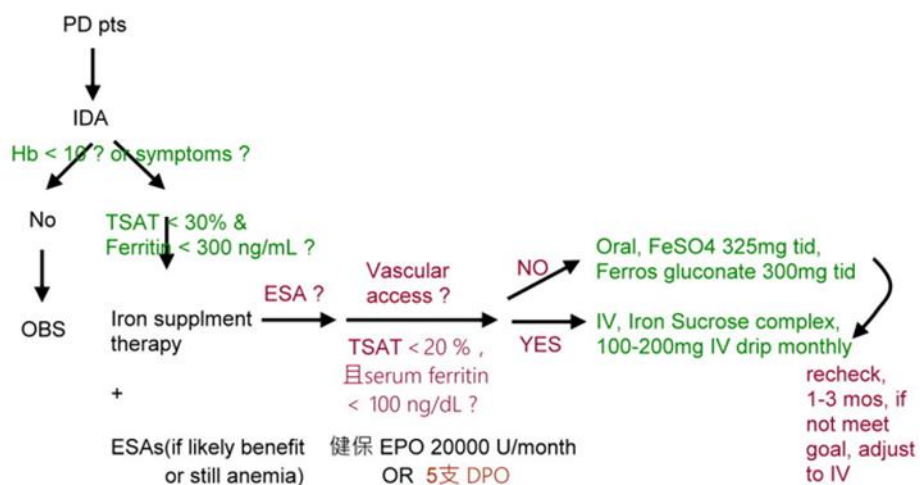 PD pts
IDA
Hb < 10 ? or symptoms ?
No
TSAT < 30% &
Ferritin < 300 ng/mL ?
OBS
Iron supplment
therapy
+
ESAs(if likely benefit
or still anemia)
ESA ?
Vascular
access ?
TSAT < 20 % ,
且serum ferritin
< 100 ng/dL ?
健保 EPO 20000 U/month
OR 5支 DPO
NO
YES
Oral, FeSO4 325mg tid,
Ferros gluconate 300mg tid
IV, Iron Sucrose complex,
100-200mg IV drip monthly
recheck,
1-3 mos, if
not meet
goal, adjust
to IV